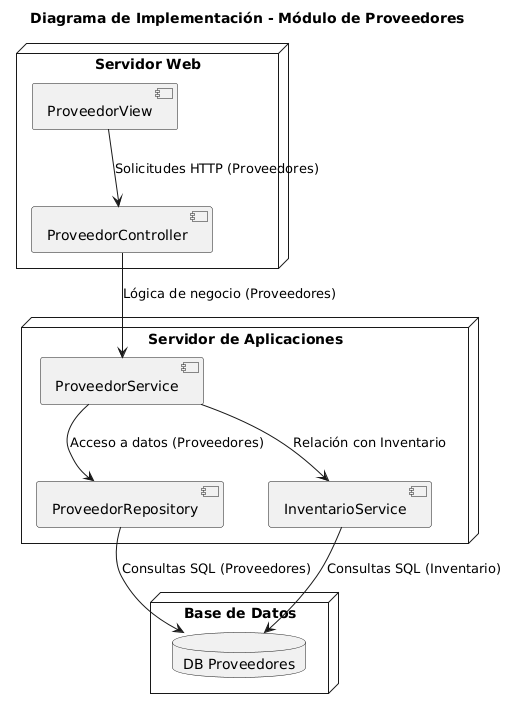 Diagrama de Implementación - Módulo de Proveedores
Servidor Web
ProveedorView
Solicitudes HTTP (Proveedores)
ProveedorController
Lógica de negocio (Proveedores)
Servidor de Aplicaciones
ProveedorService
Acceso a datos (Proveedores)
Relación con Inventario
ProveedorRepository
InventarioService
Consultas SQL (Proveedores)
Consultas SQL (Inventario)
Base de Datos
DB Proveedores